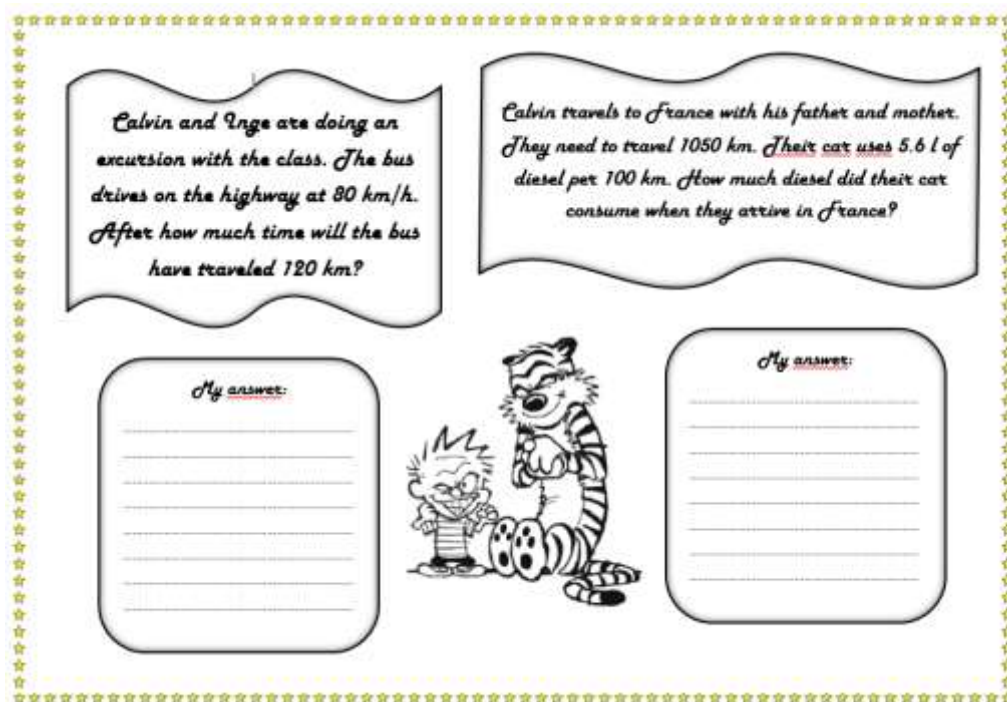 Calvin and Inge are doing an
excursion with the class. The bus
drives on the highway at 80 km/h.
After how much time will the bus
have traveled 120 km?
Calvin travels to France with his father and mother.
They need to travel 1050 km. Their car uses 5.6 l of
diesel per 100 km. How much diesel did their car
consume when they arrive in France?
My answer:
My answer: